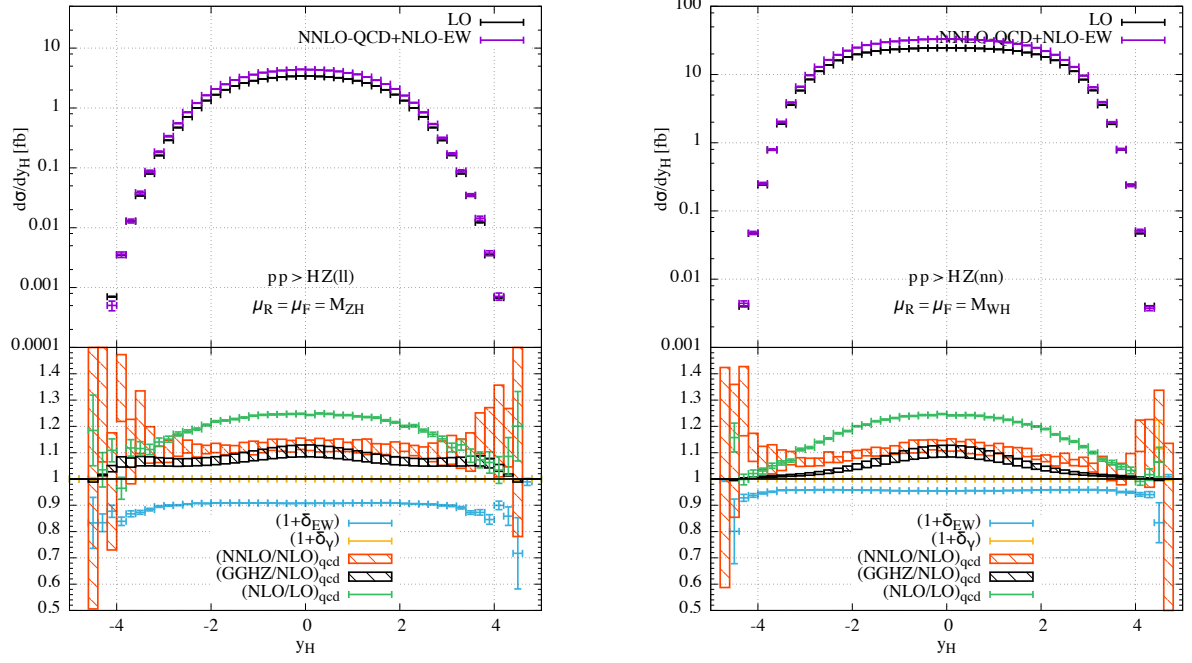 LO
NNLO-QCD+NLO-EW
10
1
0.1
0.01
0.001
0.0001
dσ/dy_H [fb]
pp > HZ(ll)
μ_R = μ_F = M_ZH
1.4
1.3
1.2
1.1
1
0.9
0.8
0.7
0.6
0.5
(1+δ_EW)
(1+δ_γ)
(NNLO/NLO)_qcd
(GGHZ/NLO)_qcd
(NLO/LO)_qcd
-4 -2 0 2 4
y_H
LO
NNLO-QCD+NLO-EW
100
10
1
0.1
0.01
0.001
dσ/dy_H [fb]
pp > HZ(nn)
μ_R = μ_F = M_WH
1.4
1.3
1.2
1.1
1
0.9
0.8
0.7
0.6
0.5
(1+δ_EW)
(1+δ_γ)
(NNLO/NLO)_qcd
(GGHZ/NLO)_qcd
(NLO/LO)_qcd
-4 -2 0 2 4
y_H